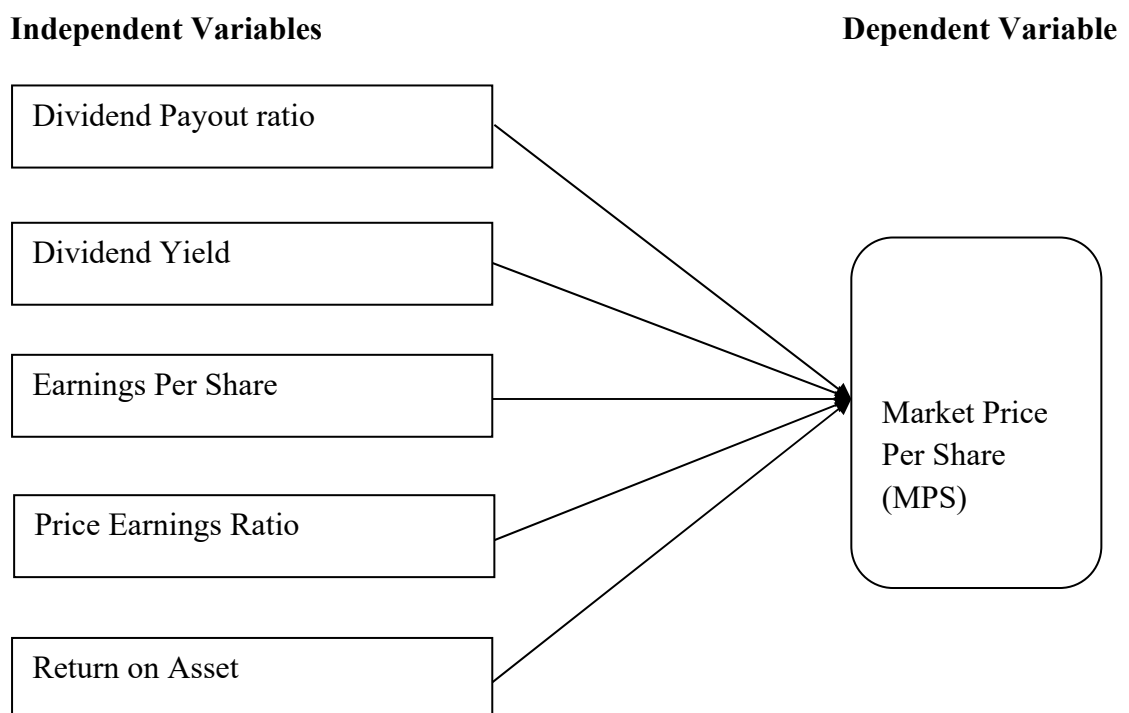 Independent Variables
Dependent Variable
Dividend Payout ratio
Dividend Yield
Earnings Per Share
Price Earnings Ratio
Return on Asset
Market Price
Per Share
(MPS)